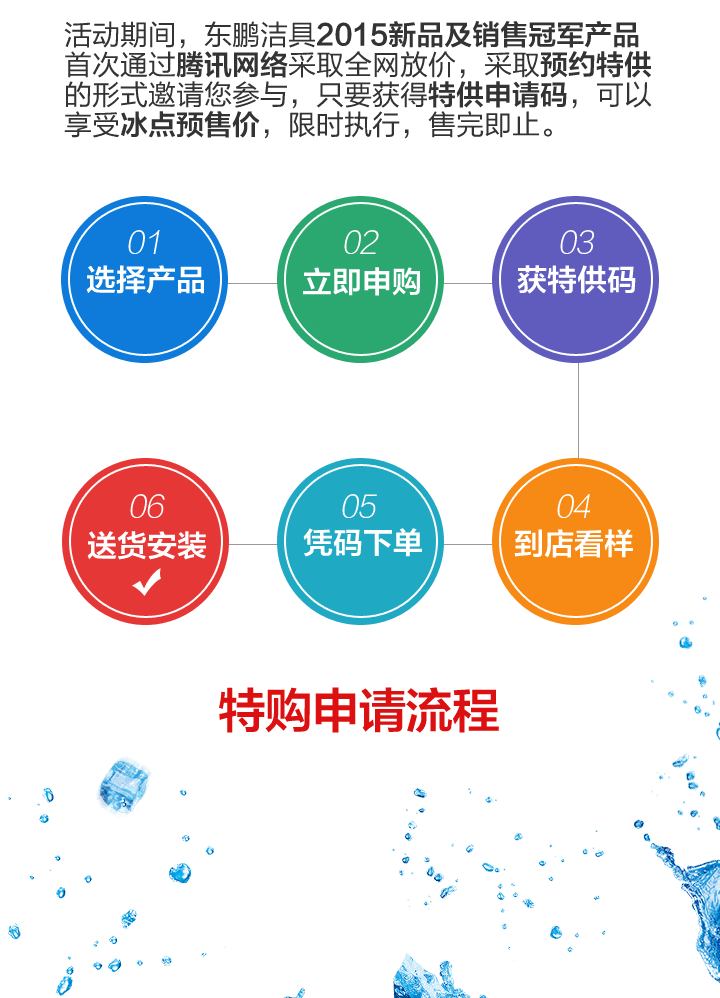 活动期间，东鹏洁具2015新品及销售冠军产品
首次通过腾讯网络采取全网放价，采取预约特供
的形式邀请您参与，只要获得特供申请码，可以
享受冰点预售价，限时执行，售完即止。
01
选择产品
02
立即申购
03
获特供码
04
到店看样
05
凭码下单
06
送货安装
特购申请流程